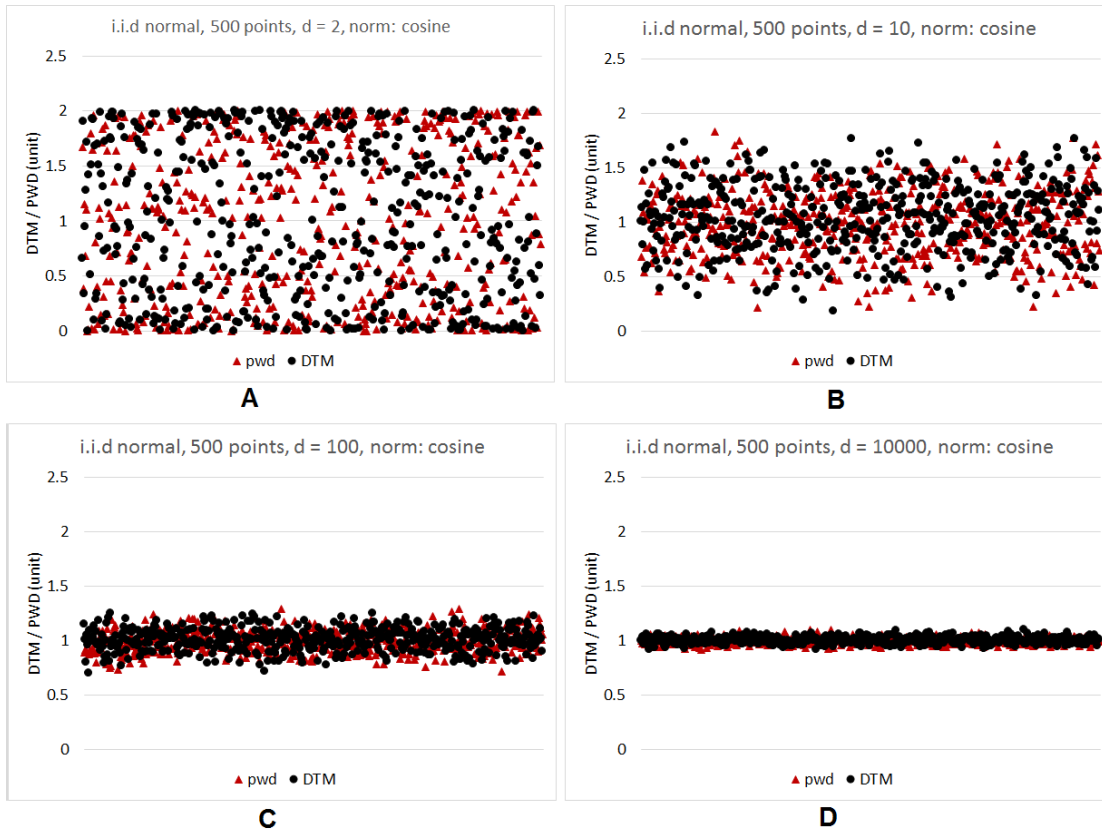 i.i.d normal, 500 points, d = 2, norm: cosine
2.5
2
1.5
1
0.5
0
DTM / PWD (unit)
pwd DTM
A
i.i.d normal, 500 points, d = 10, norm: cosine
2.5
2
1.5
1
0.5
0
DTM / PWD (unit)
pwd DTM
B
i.i.d normal, 500 points, d = 100, norm: cosine
2.5
2
1.5
1
0.5
0
DTM / PWD (unit)
pwd DTM
C
i.i.d normal, 500 points, d = 10000, norm: cosine
2.5
2
1.5
1
0.5
0
DTM / PWD (unit)
pwd DTM
D